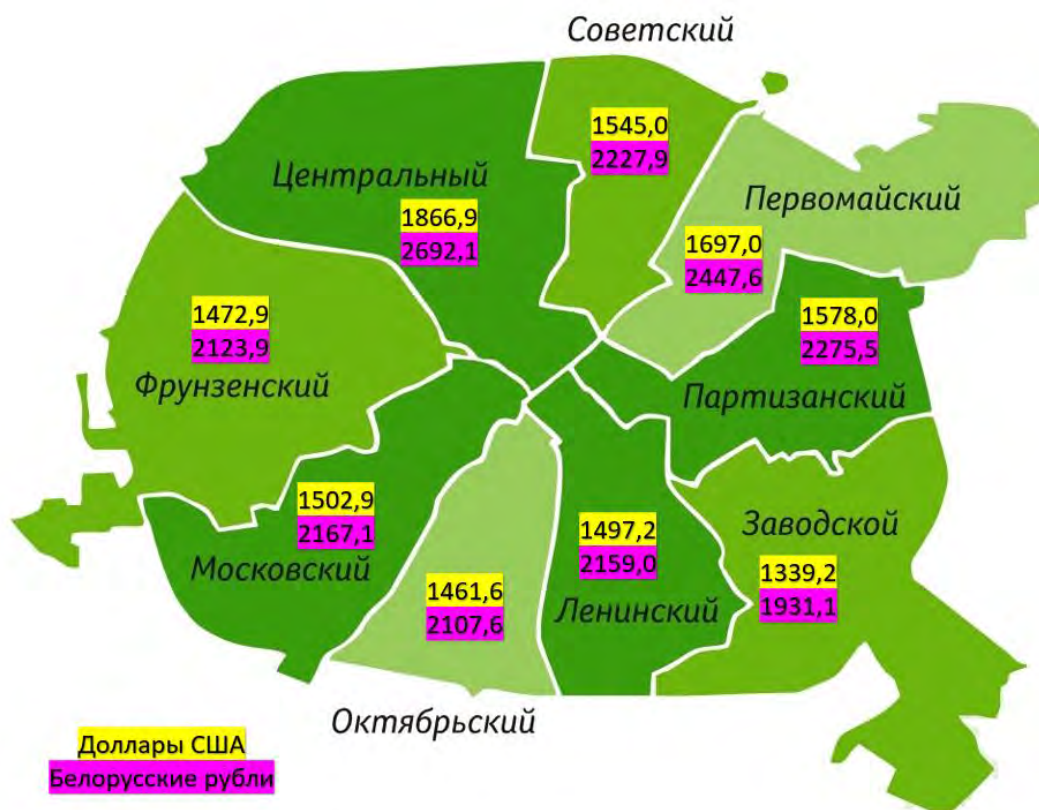 Советский
1545,0
2227,9
Центральный
1866,9
2692,1
Первомайский
1697,0
2447,6
1472,9
2123,9
Фрунзенский
1578,0
2275,5
Партизанский
1502,9
2167,1
Московский
1497,2
2159,0
Ленинский
Заводской
1339,2
1931,1
1461,6
2107,6
Октябрьский
Доллары США
Белорусские рубли